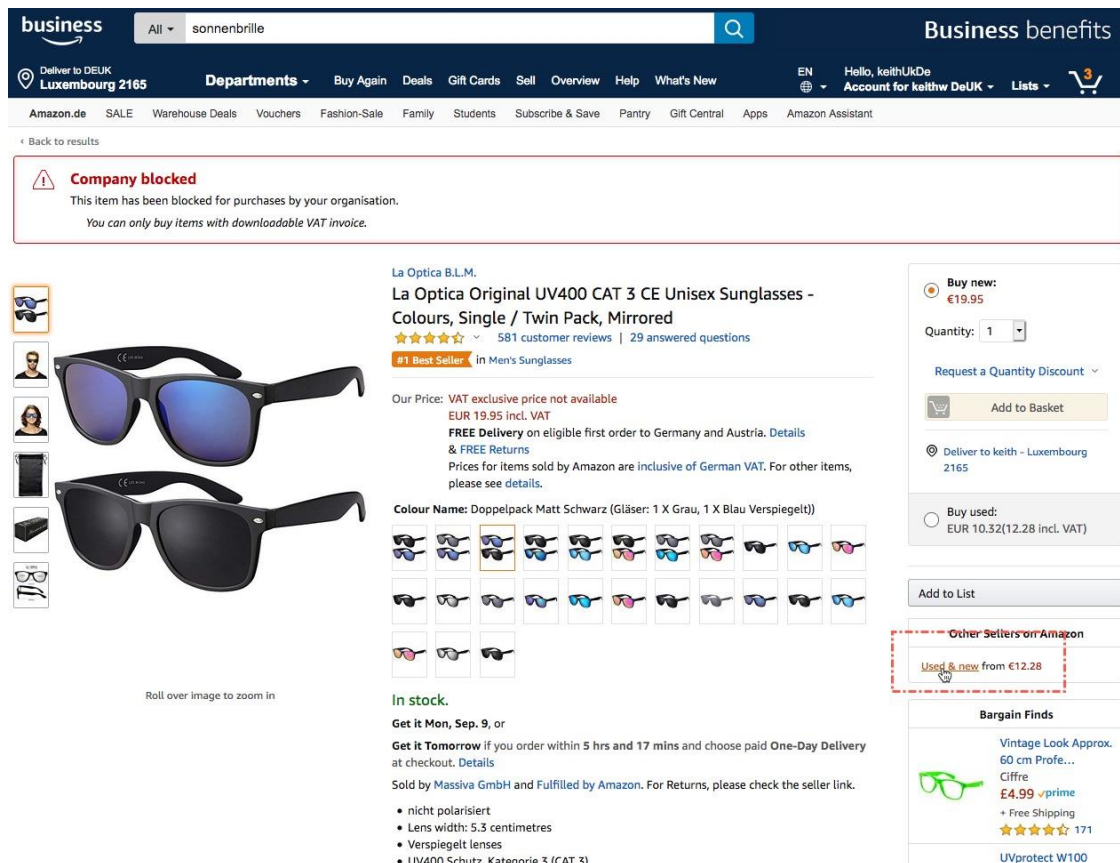 business
All
sonnenbrille
Business benefits
Deliver to DEUK
Luxembourg 2165
Departments
Buy Again
Deals
Gift Cards
Sell
Overview
Help
What's New
EN
Hello, keithUkDe
Account for keithw DeUK
Lists
3
Amazon.de
SALE
Warehouse Deals
Vouchers
Fashion-Sale
Family
Students
Subscribe & Save
Pantry
Gift Central
Apps
Amazon Assistant
‹ Back to results
Company blocked
This item has been blocked for purchases by your organisation.
You can only buy items with downloadable VAT invoice.
La Optica B.L.M.
La Optica Original UV400 CAT 3 CE Unisex Sunglasses -
Colours, Single / Twin Pack, Mirrored
581 customer reviews | 29 answered questions
#1 Best Seller in Men's Sunglasses
Our Price: VAT exclusive price not available
EUR 19.95 incl. VAT
FREE Delivery on eligible first order to Germany and Austria. Details
& FREE Returns
Prices for items sold by Amazon are inclusive of German VAT. For other items,
please see details.
Colour Name: Doppelpack Matt Schwarz (Gläser: 1 X Grau, 1 X Blau Verspiegelt))
Roll over image to zoom in
In stock.
Get it Mon, Sep. 9, or
Get it Tomorrow if you order within 5 hrs and 17 mins and choose paid One-Day Delivery
at checkout. Details
Sold by Massiva GmbH and Fulfilled by Amazon. For Returns, please check the seller link.
• nicht polarisiert
• Lens width: 5.3 centimetres
• Verspiegelt lenses
• UV400 Schutz, Kategorie 3 (CAT 3)
Buy new:
€19.95
Quantity: 1
Request a Quantity Discount
Add to Basket
Deliver to keith - Luxembourg
2165
Buy used:
EUR 10.32(12.28 incl. VAT)
Add to List
Other Sellers on Amazon
Used & new from €12.28
Bargain Finds
Vintage Look Approx.
60 cm Profe...
Ciffre
£4.99 prime
+ Free Shipping
171
UVprotect W100